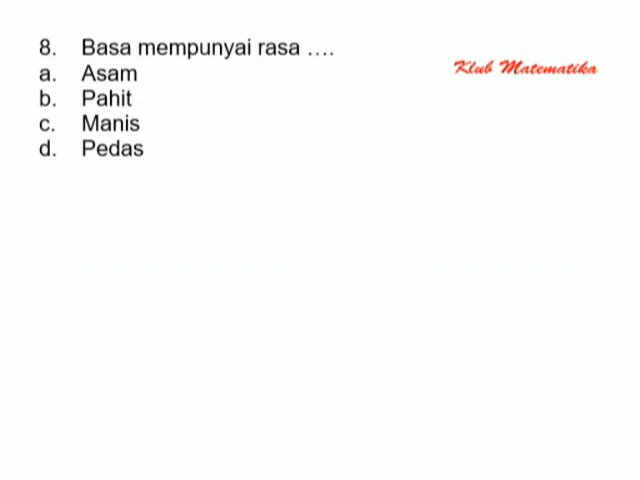 8. Basa mempunyai rasa ....
Klub Matematika
a. Asam
b. Pahit
c. Manis
d. Pedas